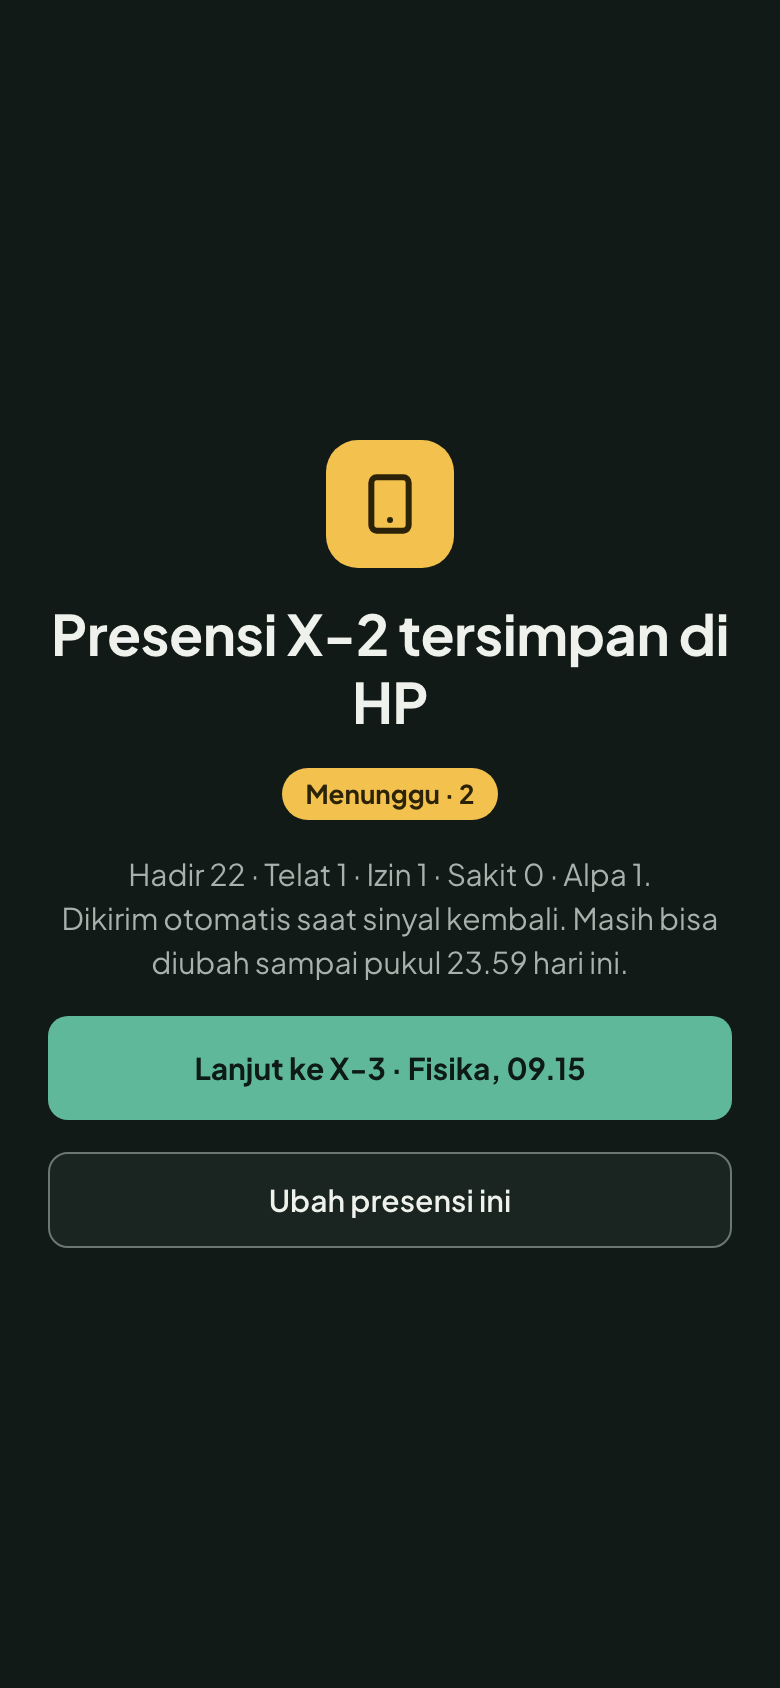 Presensi X-2 tersimpan di
HP
Menunggu · 2
Hadir 22 · Telat 1 · Izin 1 · Sakit 0 · Alpa 1.
Dikirim otomatis saat sinyal kembali. Masih bisa
diubah sampai pukul 23.59 hari ini.
Lanjut ke X-3 · Fisika, 09.15
Ubah presensi ini